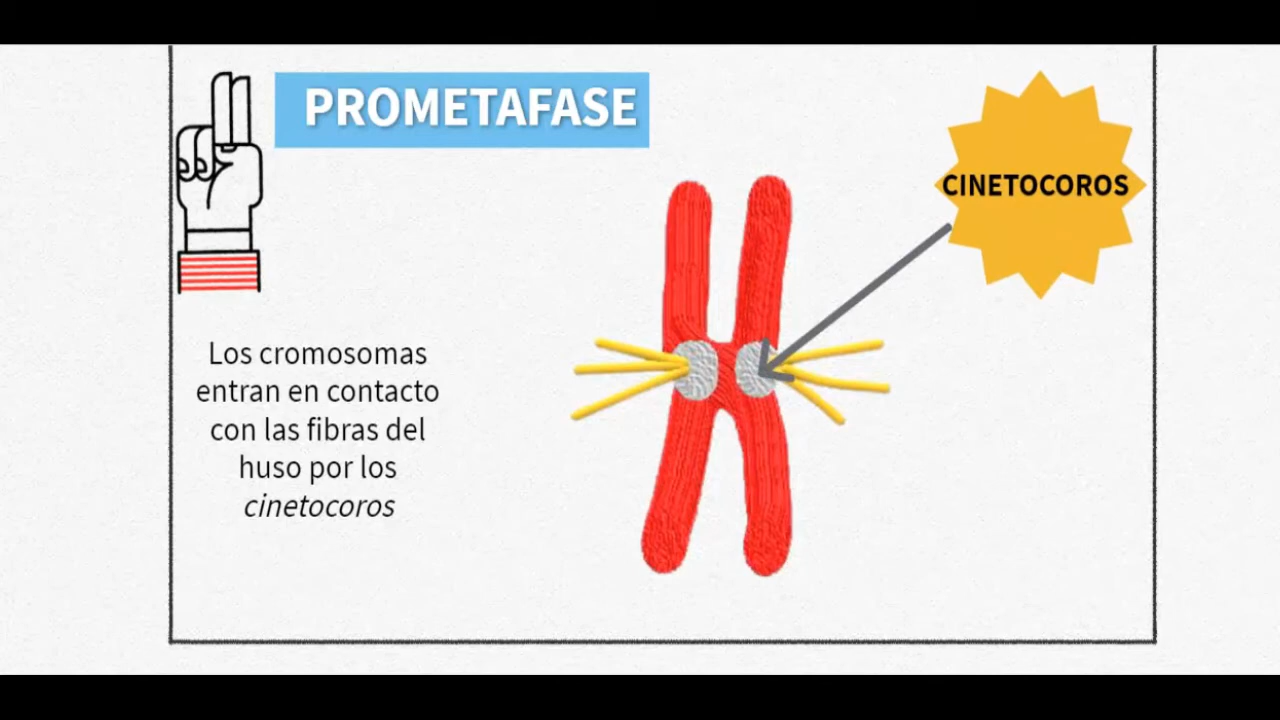 PROMETAFASE
CINETOCOROS
Los cromosomas
entran en contacto
con las fibras del
huso por los
cinetocoros